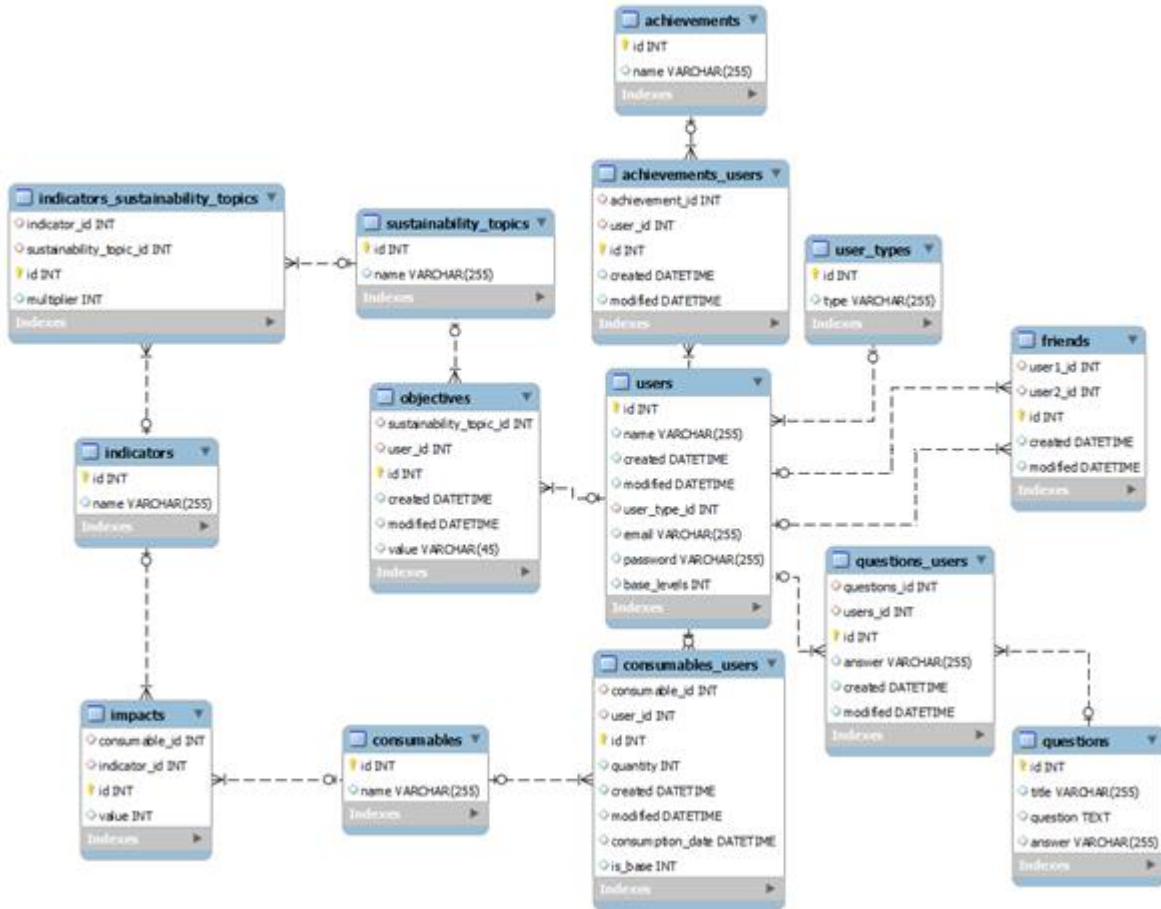 achievements
id INT
name VARCHAR(255)
Indexes
achievements_users
achievement_id INT
user_id INT
id INT
created DATETIME
modified DATETIME
Indexes
indicators_sustainability_topics
indicator_id INT
sustainability_topic_id INT
id INT
multiplier INT
Indexes
sustainability_topics
id INT
name VARCHAR(255)
Indexes
user_types
id INT
type VARCHAR(255)
Indexes
friends
user1_id INT
user2_id INT
id INT
created DATETIME
modified DATETIME
Indexes
objectives
sustainability_topic_id INT
user_id INT
id INT
created DATETIME
modified DATETIME
value VARCHAR(45)
Indexes
users
id INT
name VARCHAR(255)
created DATETIME
modified DATETIME
user_type_id INT
email VARCHAR(255)
password VARCHAR(255)
base_levels INT
Indexes
indicators
id INT
name VARCHAR(255)
Indexes
questions_users
questions_id INT
users_id INT
id INT
answer VARCHAR(255)
created DATETIME
modified DATETIME
Indexes
consumables_users
consumable_id INT
user_id INT
id INT
quantity INT
created DATETIME
modified DATETIME
consumption_date DATETIME
is_base INT
Indexes
impacts
consumable_id INT
indicator_id INT
id INT
value INT
Indexes
consumables
id INT
name VARCHAR(255)
Indexes
questions
id INT
title VARCHAR(255)
question TEXT
answer VARCHAR(255)
Indexes